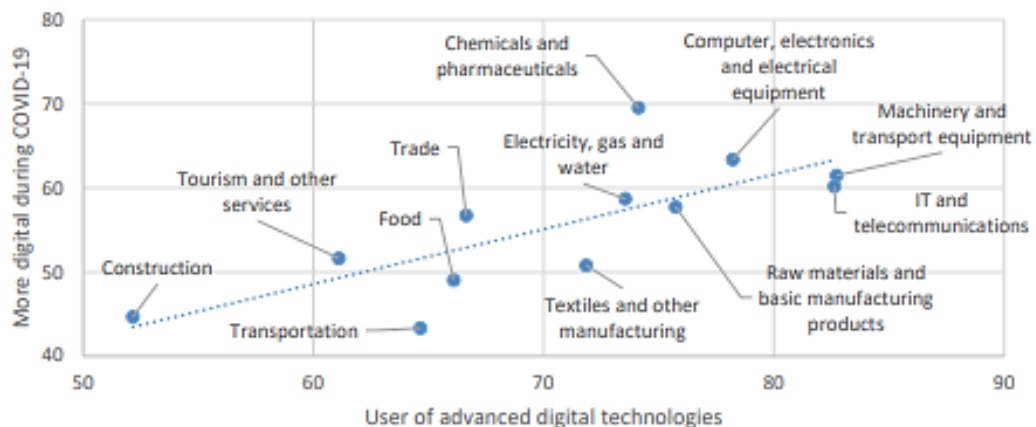 80
70
60
50
40
More digital during COVID-19
Chemicals and
pharmaceuticals
Computer, electronics
and electrical
equipment
Machinery and
transport equipment
Trade
Electricity, gas and
water
Tourism and other
services
Food
IT and
telecommunications
Construction
Transportation
Textiles and other
manufacturing
Raw materials and
basic manufacturing
products
50
60
70
80
90
User of advanced digital technologies